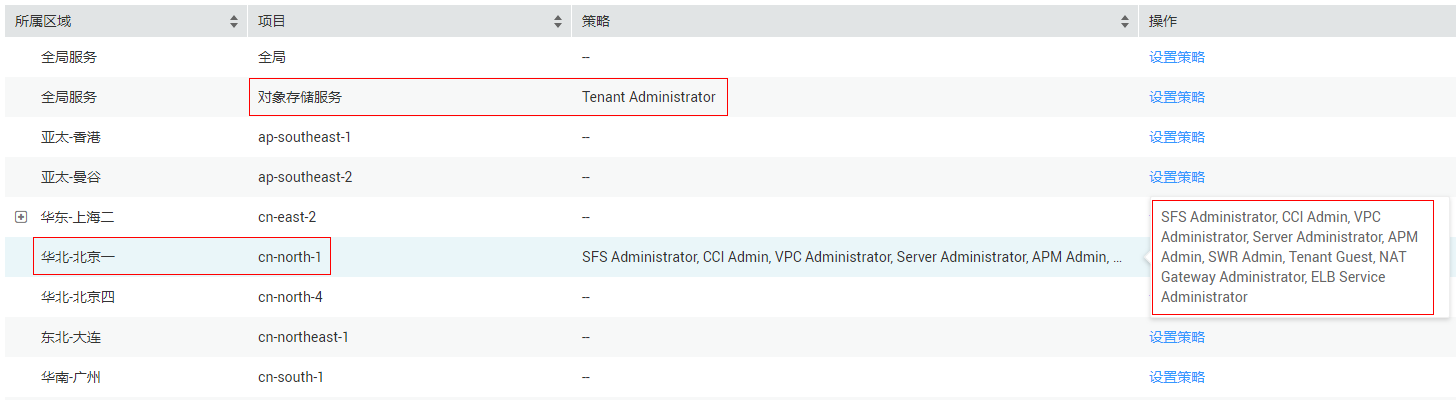 所属区域 项目 策略 操作
全局服务 全局 -- 设置策略
全局服务 对象存储服务 Tenant Administrator 设置策略
亚太-香港 ap-southeast-1 -- 设置策略
亚太-曼谷 ap-southeast-2 -- 设置策略
华东-上海二 cn-east-2 --
华北-北京一 cn-north-1 SFS Administrator, CCI Admin, VPC Administrator, Server Administrator, APM Admin, ...
SFS Administrator, CCI Admin, VPC
Administrator, Server Administrator, APM
Admin, SWR Admin, Tenant Guest, NAT
Gateway Administrator, ELB Service
Administrator
华北-北京四 cn-north-4 --
东北-大连 cn-northeast-1 -- 设置策略
华南-广州 cn-south-1 -- 设置策略